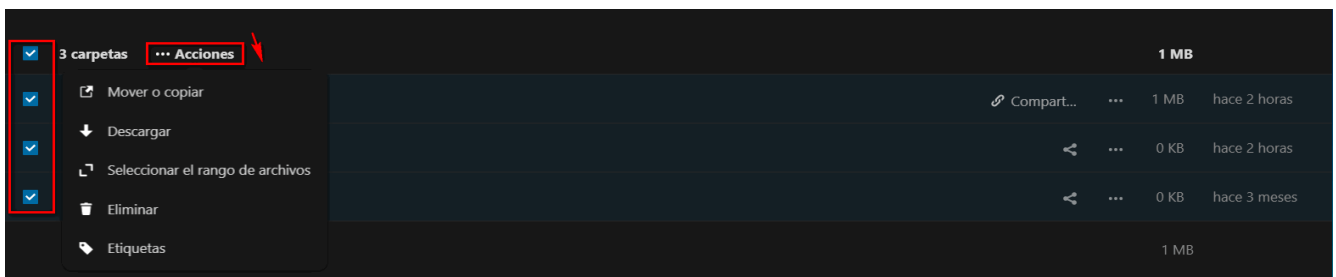 3 carpetas ··· Acciones 1 MB
Mover o copiar
Compart... ··· 1 MB hace 2 horas
Descargar
··· 0 KB hace 2 horas
Seleccionar el rango de archivos
··· 0 KB hace 3 meses
Eliminar
Etiquetas
1 MB